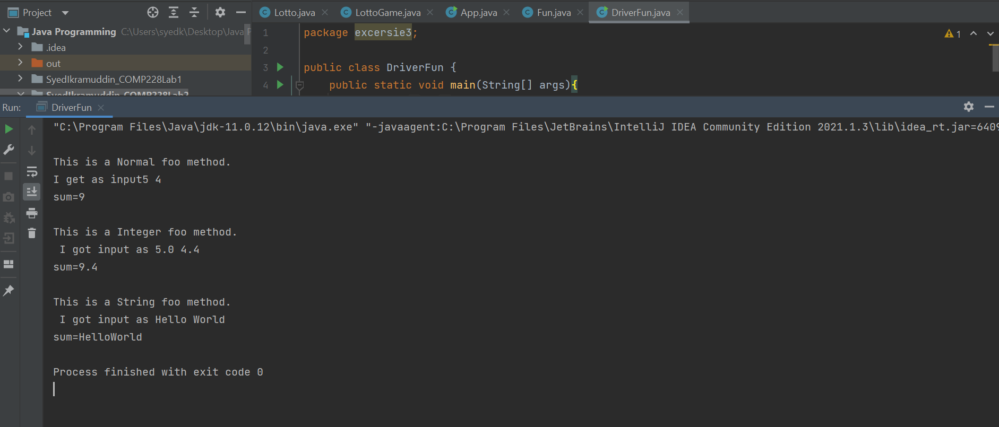 Project
Lotto.java
LottoGame.java
App.java
Fun.java
DriverFun.java
Java Programming C:\Users\syedk\Desktop\Java P
.idea
out
SyedIkramuddin_COMP228Lab1
SyedIkramuddin_COMP228Lab2
1 package excersie3;
1
2
3 public class DriverFun {
4 public static void main(String[] args){
Run: DriverFun
"C:\Program Files\Java\jdk-11.0.12\bin\java.exe" "-javaagent:C:\Program Files\JetBrains\IntelliJ IDEA Community Edition 2021.1.3\lib\idea_rt.jar=6409
This is a Normal foo method.
I get as input5 4
sum=9
This is a Integer foo method.
I got input as 5.0 4.4
sum=9.4
This is a String foo method.
I got input as Hello World
sum=HelloWorld
Process finished with exit code 0